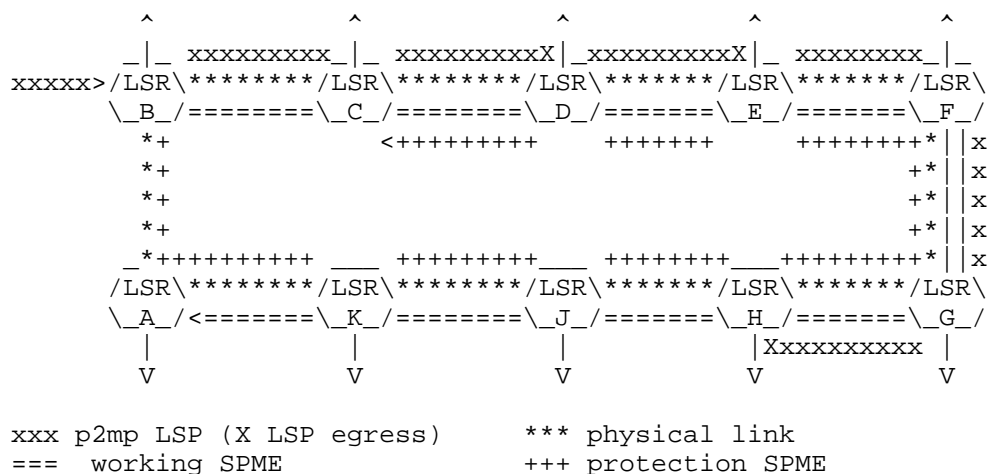 ^               ^               ^              ^              ^
           _|_ xxxxxxxxx_|_ xxxxxxxxxX|_xxxxxxxxxX|_ xxxxxxxx_|_
xxxxx>/LSR\********/LSR\********/LSR\*******/LSR\*******/LSR\
\_B_/========\_C_/========\_D_/=======\_E_/=======\_F_/
*+ <+++++++++ +++++++ ++++++++*||x
*+ +*||x
*+ +*||x
*+ +*||x
_*++++++++++ ___ +++++++++___ ++++++++___+++++++++*||x
/LSR\********/LSR\********/LSR\*******/LSR\*******/LSR\
\_A_/<=======\_K_/========\_J_/=======\_H_/=======\_G_/
| | | |Xxxxxxxxxx |
V V V V V
xxx p2mp LSP (X LSP egress) *** physical link
=== working SPME +++ protection SPME